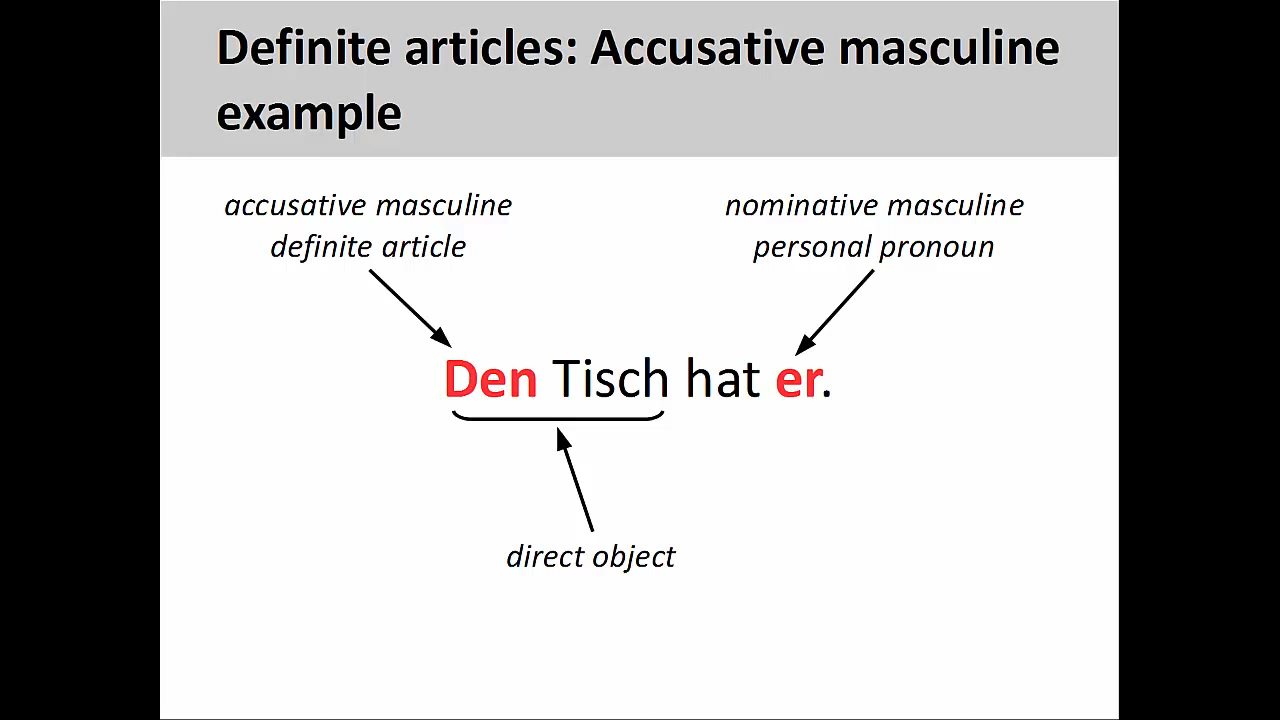 Definite articles: Accusative masculine
example
accusative masculine
definite article
nominative masculine
personal pronoun
Den Tisch hat er.
direct object